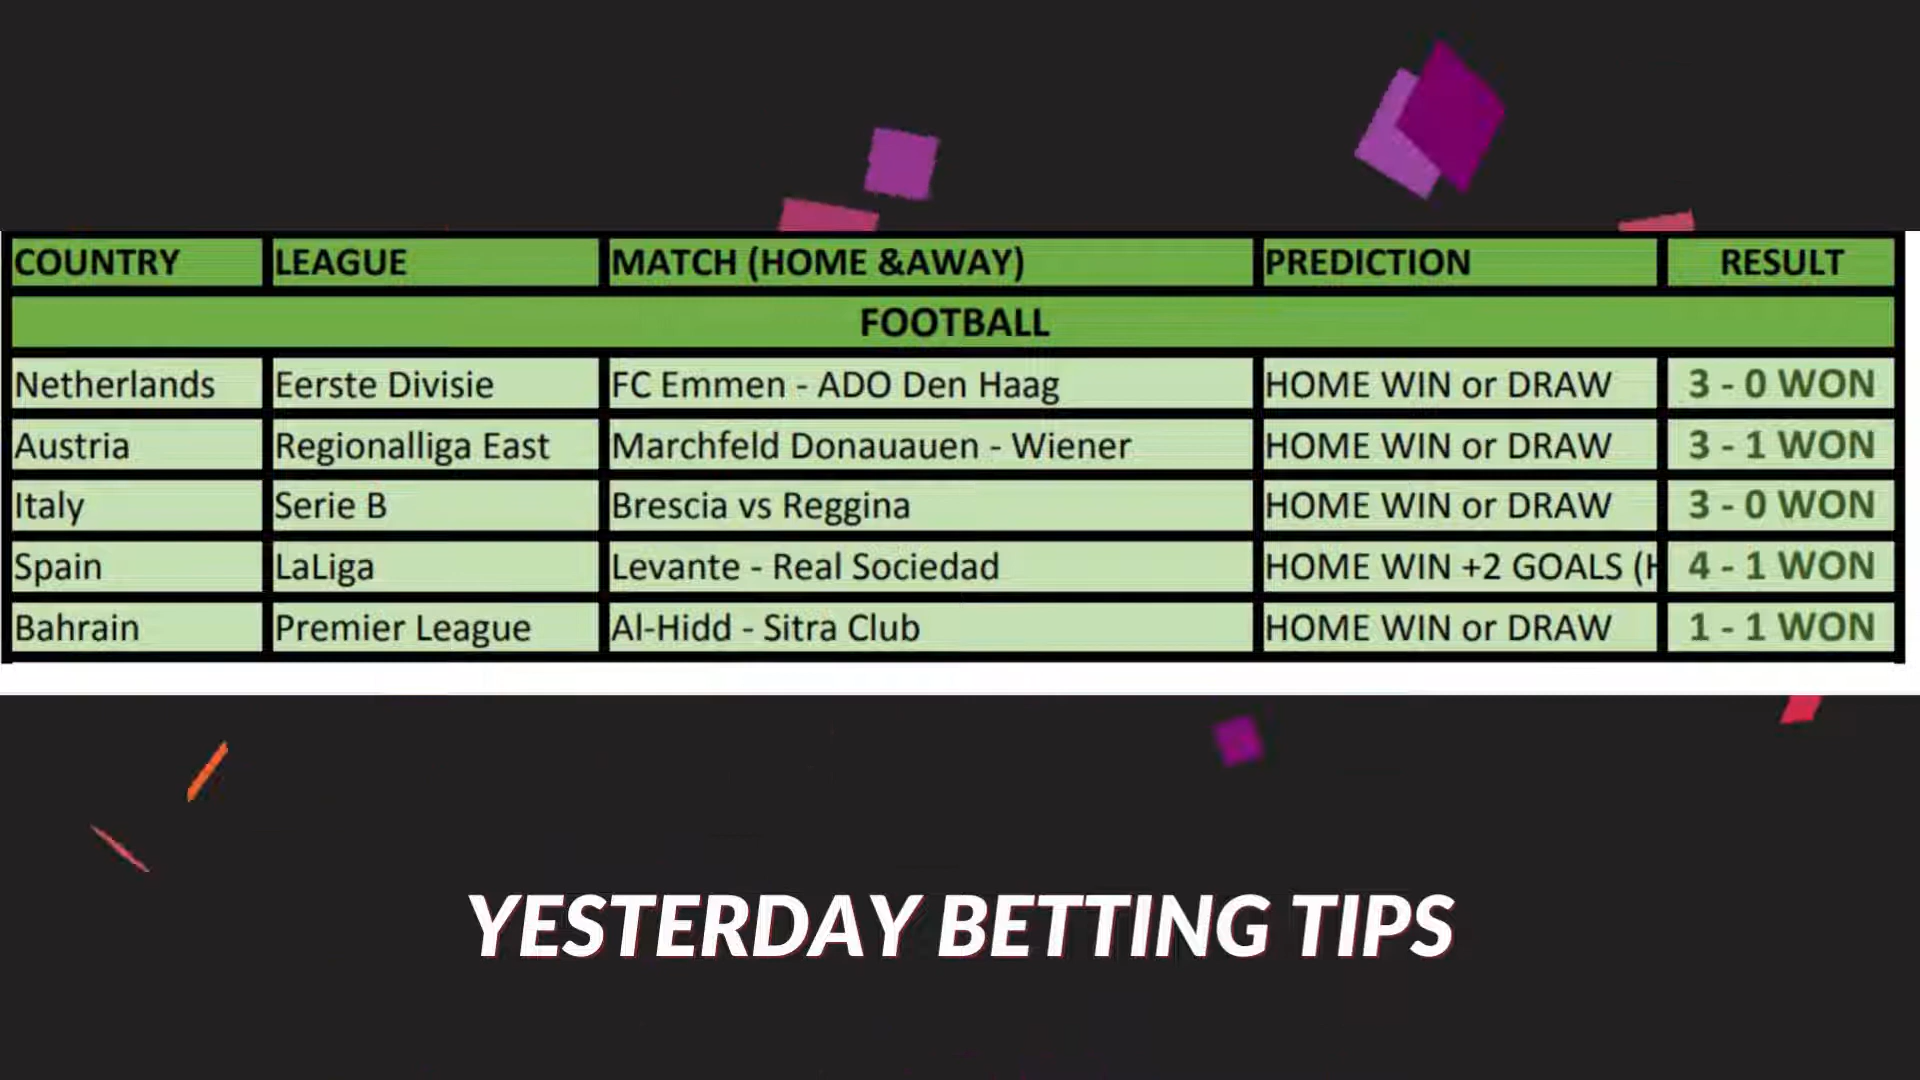 COUNTRY LEAGUE MATCH (HOME &AWAY) PREDICTION RESULT
FOOTBALL
Netherlands Eerste Divisie FC Emmen - ADO Den Haag HOME WIN or DRAW 3 - 0 WON
Austria Regionalliga East Marchfeld Donauauen - Wiener HOME WIN or DRAW 3 - 1 WON
Italy Serie B Brescia vs Reggina HOME WIN or DRAW 3 - 0 WON
Spain LaLiga Levante - Real Sociedad HOME WIN +2 GOALS (H 4 - 1 WON
Bahrain Premier League Al-Hidd - Sitra Club HOME WIN or DRAW 1 - 1 WON
YESTERDAY BETTING TIPS